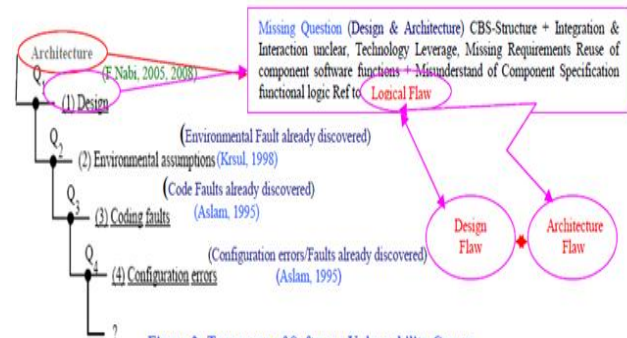 Missing Question (Design & Architecture) CBS-Structure + Integration &
Interaction unclear, Technology Leverage, Missing Requirements Reuse of
component software functions + Misunderstand of Component Specification
functional logic Ref to Logical Flaw
Architecture
Q1
(F.Nabi, 2005, 2008)
(1) Design
(Environmental Fault already discovered)
Q2
(2) Environmental assumptions (Krsul, 1998)
(Code Faults already discovered)
(Aslam, 1995)
Q3
(3) Coding faults
Design
Flaw
Architecture
Flaw
(Configuration errors/Faults already discovered)
(Aslam, 1995)
Q4
(4) Configuration errors
?